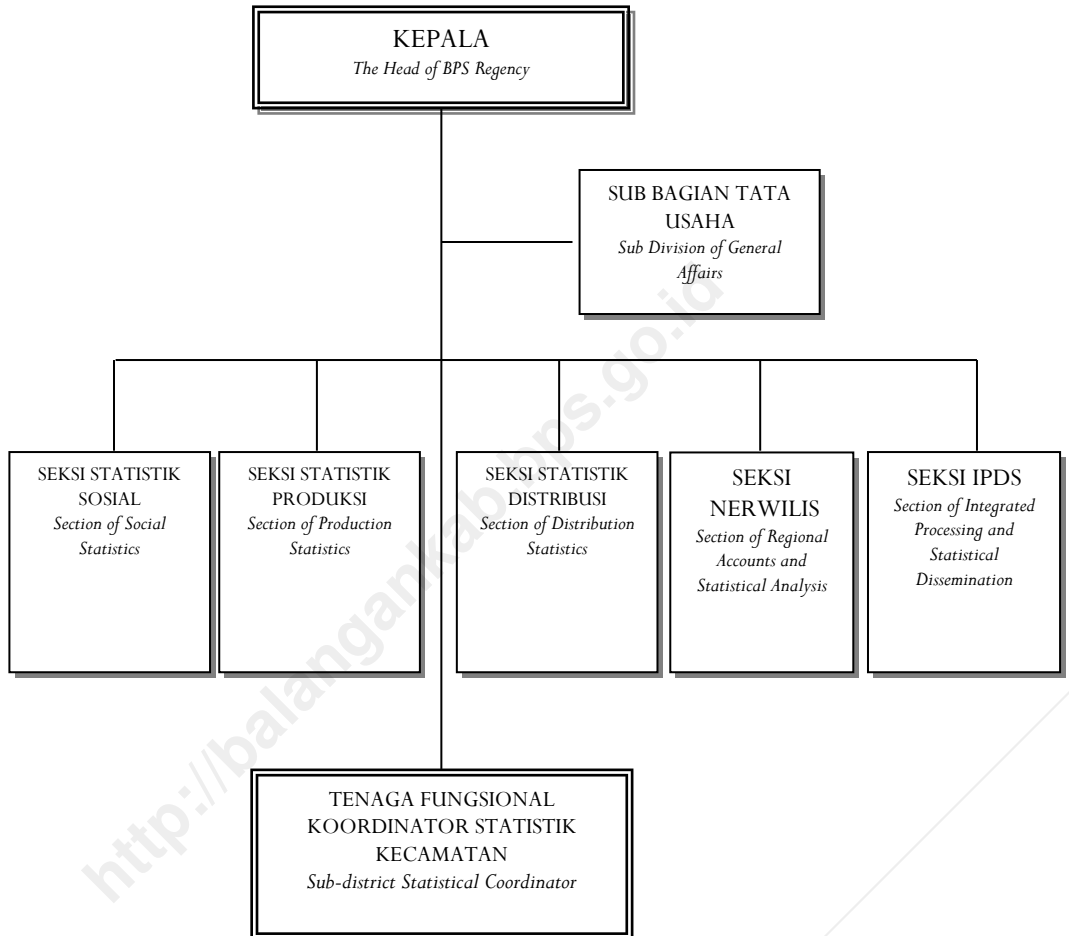 KEPALA
The Head of BPS Regency
SUB BAGIAN TATA
USAHA
Sub Division of General
Affairs
SEKSI STATISTIK
SOSIAL
Section of Social
Statistics
SEKSI STATISTIK
PRODUKSI
Section of Production
Statistics
SEKSI STATISTIK
DISTRIBUSI
Section of Distribution
Statistics
SEKSI
NERWILIS
Section of Regional
Accounts and
Statistical Analysis
SEKSI IPDS
Section of Integrated
Processing and
Statistical
Dissemination
TENAGA FUNGSIONAL
KOORDINATOR STATISTIK
KECAMATAN
Sub-district Statistical Coordinator
http://balangankab.bps.go.id